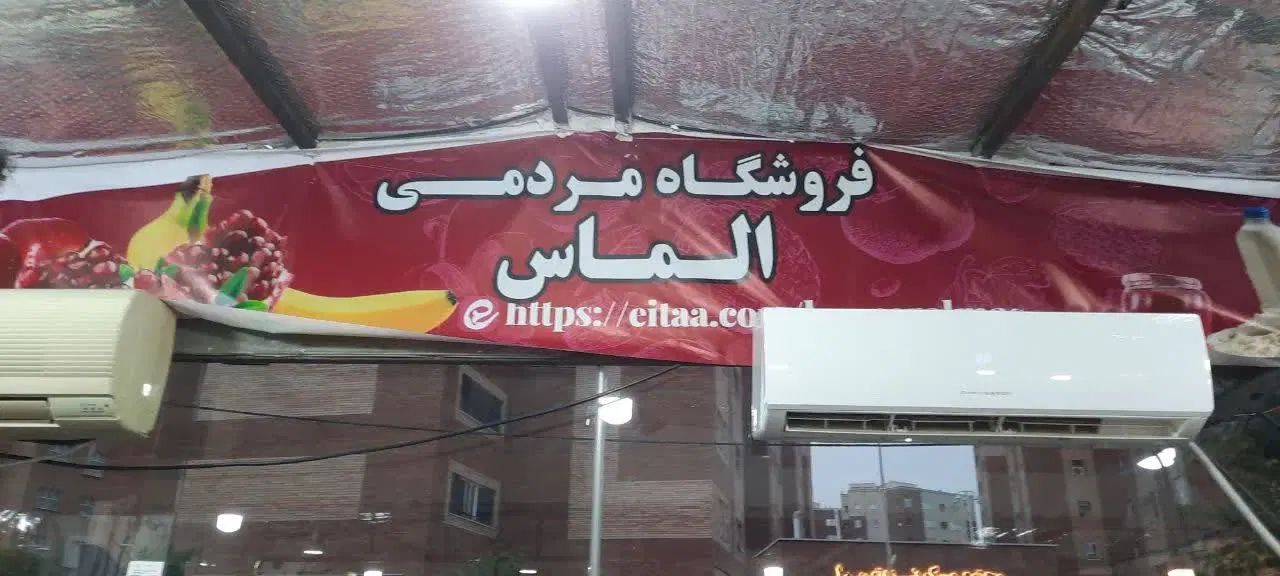 فروشگاه مردمی
الماس
https://eitaa.co